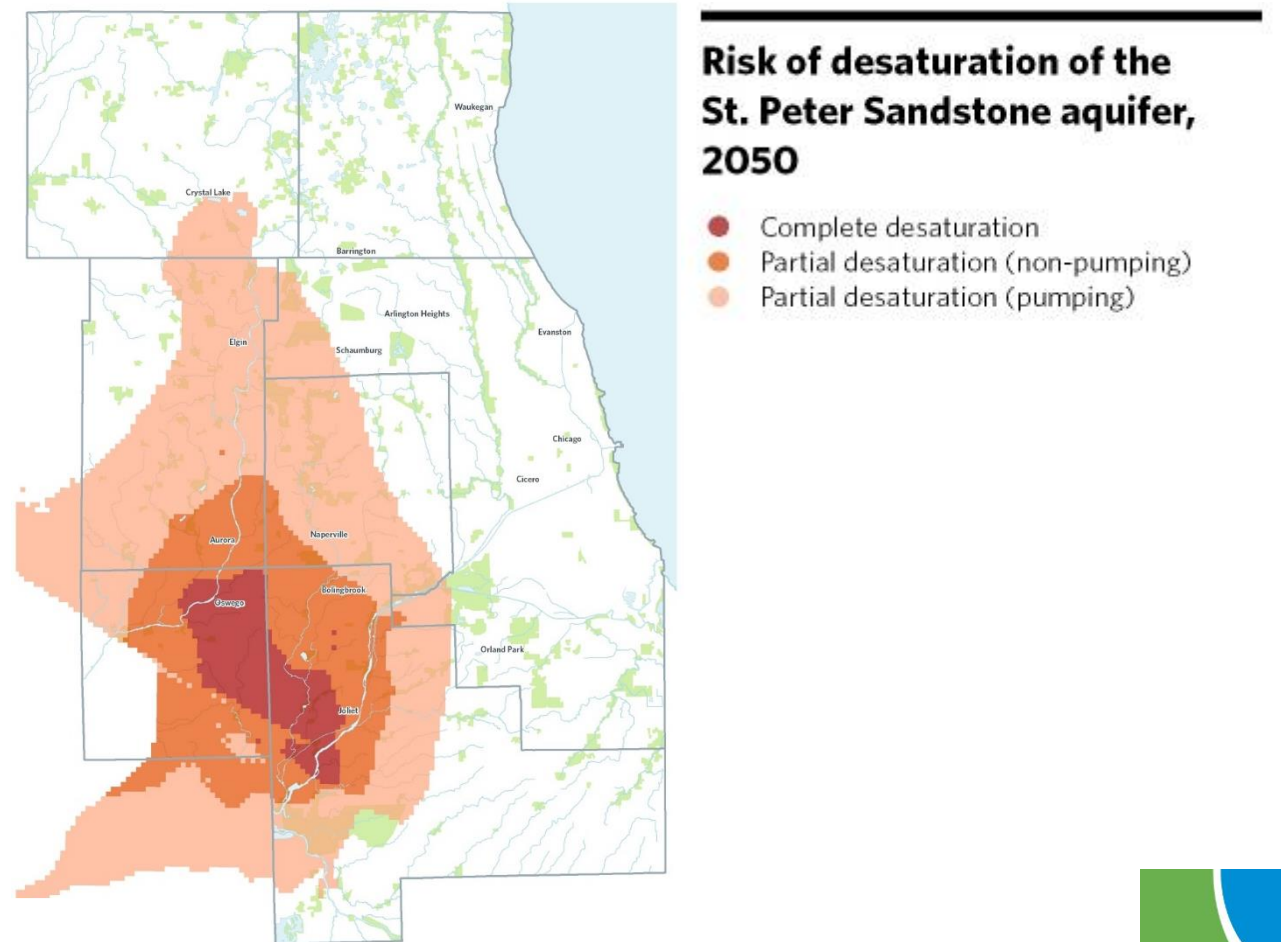 Risk of desaturation of the
St. Peter Sandstone aquifer,
2050
Complete desaturation
Partial desaturation (non-pumping)
Partial desaturation (pumping)
Waukegan
Crystal Lake
Barrington
Arlington Heights
Evanston
Elgin
Schaumburg
Chicago
Cicero
Aurora
Naperville
Bolingbrook
Oswego
Orland Park
Joliet